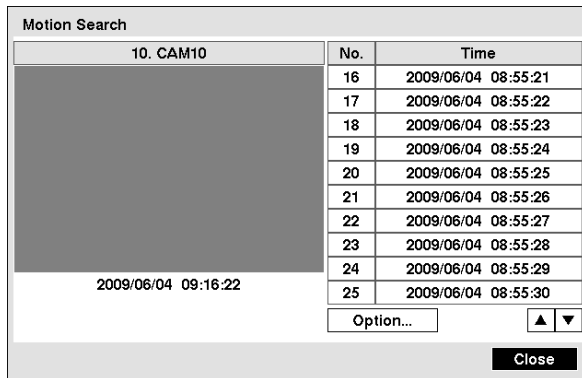 Motion Search
10. CAM10
2009/06/04 09:16:22
No. Time
16 2009/06/04 08:55:21
17 2009/06/04 08:55:22
18 2009/06/04 08:55:23
19 2009/06/04 08:55:24
20 2009/06/04 08:55:25
21 2009/06/04 08:55:26
22 2009/06/04 08:55:27
23 2009/06/04 08:55:28
24 2009/06/04 08:55:29
25 2009/06/04 08:55:30
Option...
Close